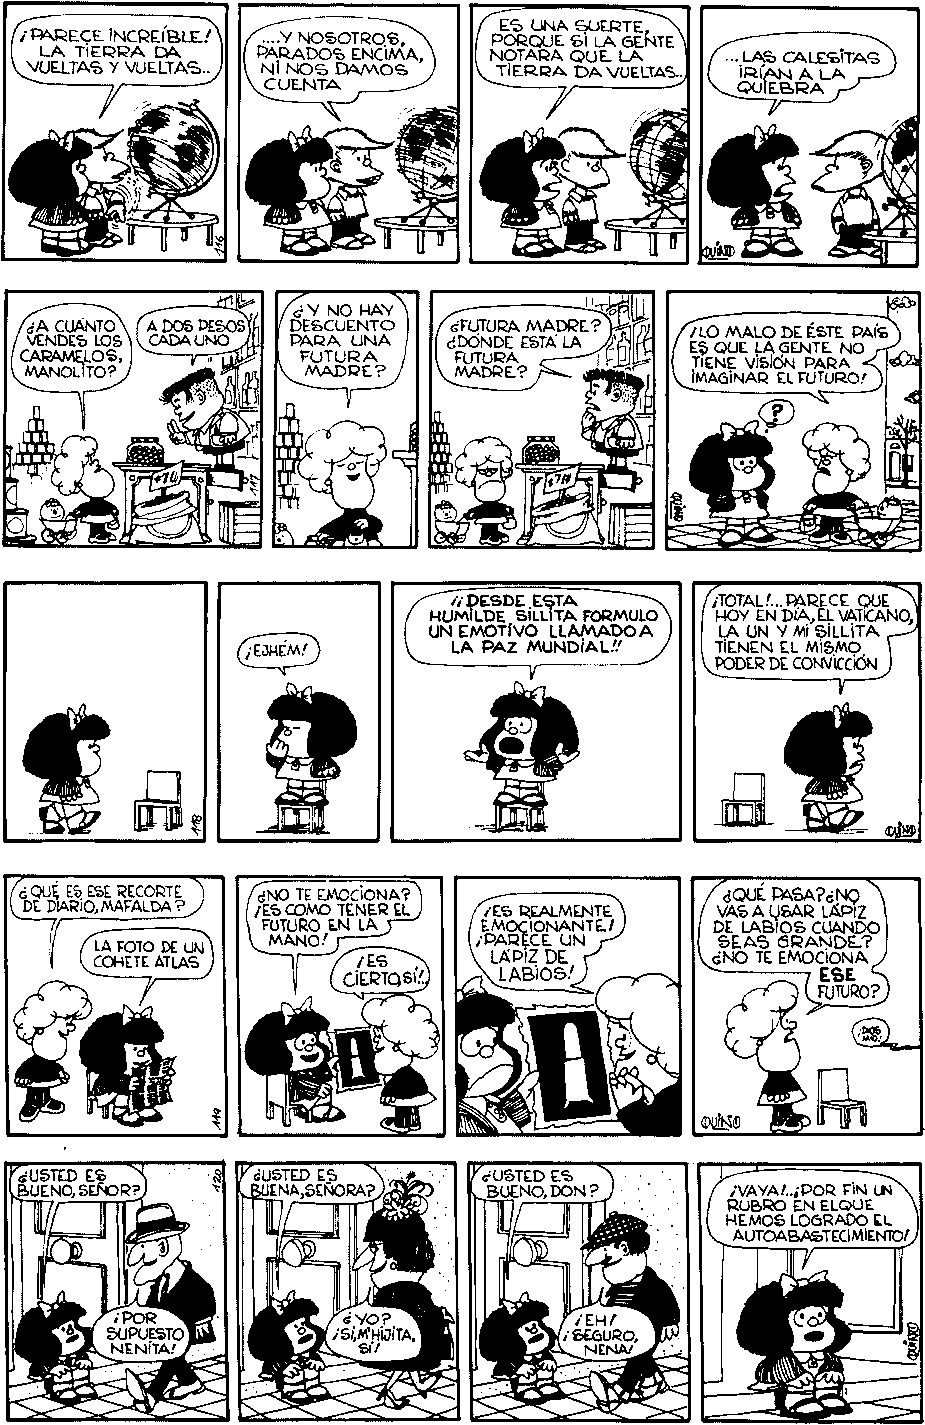 ¡PARECE INCREÍBLE!
LA TIERRA DA
VUELTAS Y VUELTAS..
116
....Y NOSOTROS,
PARADOS ENCIMA,
NI NOS DAMOS
CUENTA
ES UNA SUERTE,
PORQUE SI LA GENTE
NOTARA QUE LA
TIERRA DA VUELTAS..
...LAS CALESITAS
IRÍAN A LA
QUIEBRA
QUINO
¿A CUÁNTO
VENDES LOS
CARAMELOS,
MANOLITO?
A DOS PESOS
CADA UNO
117
¿Y NO HAY
DESCUENTO
PARA UNA
FUTURA
MADRE?
¿FUTURA MADRE?
¿DÓNDE ESTÁ LA
FUTURA
MADRE?
¡LO MALO DE ÉSTE PAÍS
ES QUE LA GENTE NO
TIENE VISIÓN PARA
IMAGINAR EL FUTURO!
?
QUINO
118
¡EJHÉM!
¡¡DESDE ESTA
HUMILDE SILLITA FORMULO
UN EMOTIVO LLAMADO A
LA PAZ MUNDIAL!!
¡TOTAL!...PARECE QUE
HOY EN DÍA, EL VATICANO,
LA UN Y MI SILLITA
TIENEN EL MISMO
PODER DE CONVICCIÓN
QUINO
¿QUÉ ES ESE RECORTE
DE DIARIO, MAFALDA?
LA FOTO DE UN
COHETE ATLAS
119
¿NO TE EMOCIONA?
¡ES COMO TENER EL
FUTURO EN LA
MANO!
¡ES
CIERTO,SÍ!..
¡ES REALMENTE
EMOCIONANTE!
¡PARECE UN
LÁPIZ DE
LABIOS!
¿QUÉ PASA?¿NO
VAS A USAR LÁPIZ
DE LABIOS CUANDO
SEAS GRANDE?
¿NO TE EMOCIONA
ESE
FUTURO?
¡DIOS
MÍO!
QUINO
¿USTED ES
BUENO, SEÑOR?
120
¡POR
SUPUESTO
NENITA!
¿USTED ES
BUENA, SEÑORA?
¿YO?
¡SÍ, M'HIJITA,
SÍ!
¿USTED ES
BUENO, DON?
¡EH!
¡SEGURO,
NENA!
¡VAYA!..¡POR FIN UN
RUBRO EN EL QUE
HEMOS LOGRADO EL
AUTOABASTECIMIENTO!
QUINO